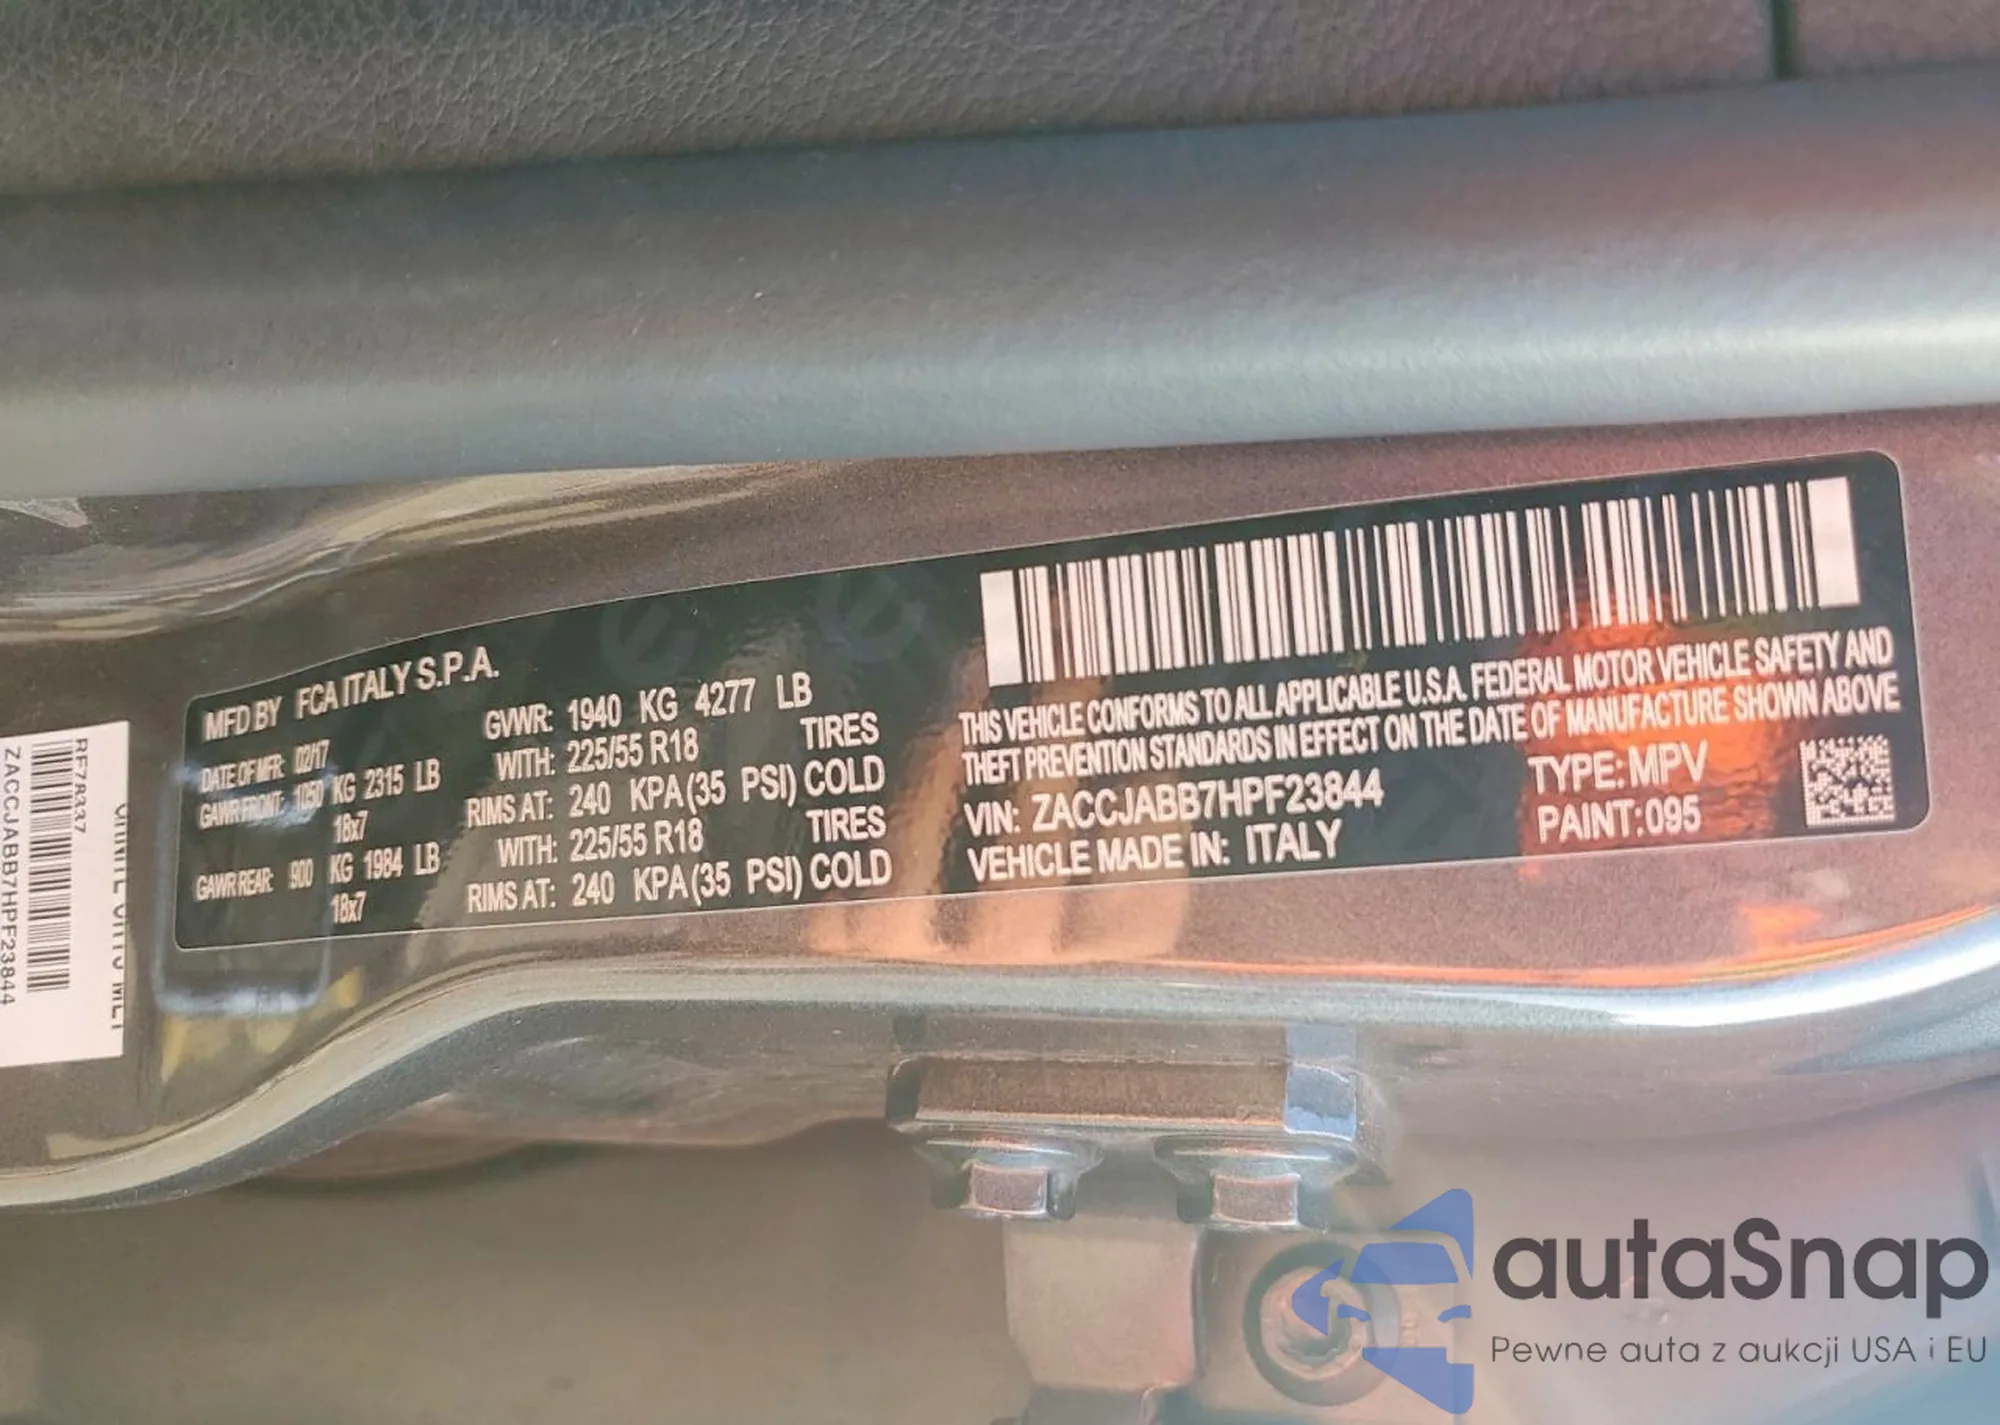 MFD BY FCA ITALY S.P.A.
DATE OF MFR: 02/17
GVWR: 1940 KG 4277 LB
GAWR FRONT: 1050 KG 2315 LB
WITH: 225/55 R18 TIRES
18x7
RIMS AT: 240 KPA (35 PSI) COLD
GAWR REAR: 900 KG 1984 LB
WITH: 225/55 R18 TIRES
18x7
RIMS AT: 240 KPA (35 PSI) COLD
THIS VEHICLE CONFORMS TO ALL APPLICABLE U.S.A. FEDERAL MOTOR VEHICLE SAFETY AND
THEFT PREVENTION STANDARDS IN EFFECT ON THE DATE OF MANUFACTURE SHOWN ABOVE
VIN: ZACCJABB7HPF23844
TYPE: MPV
VEHICLE MADE IN: ITALY
PAINT: 095
RF78337
ZACCJABB7HPF23844
autaSnap
Pewne auta z aukcji USA i EU